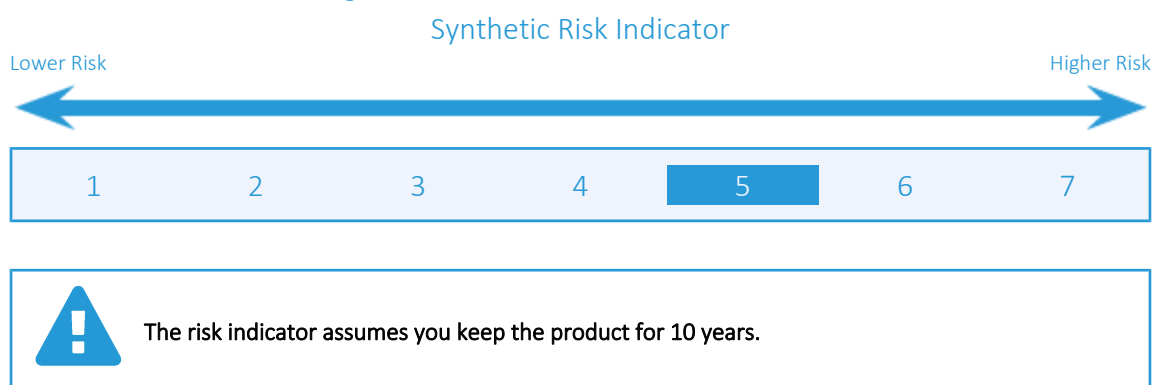 Synthetic Risk Indicator
Lower Risk Higher Risk
1 2 3 4 5 6 7
The risk indicator assumes you keep the product for 10 years.